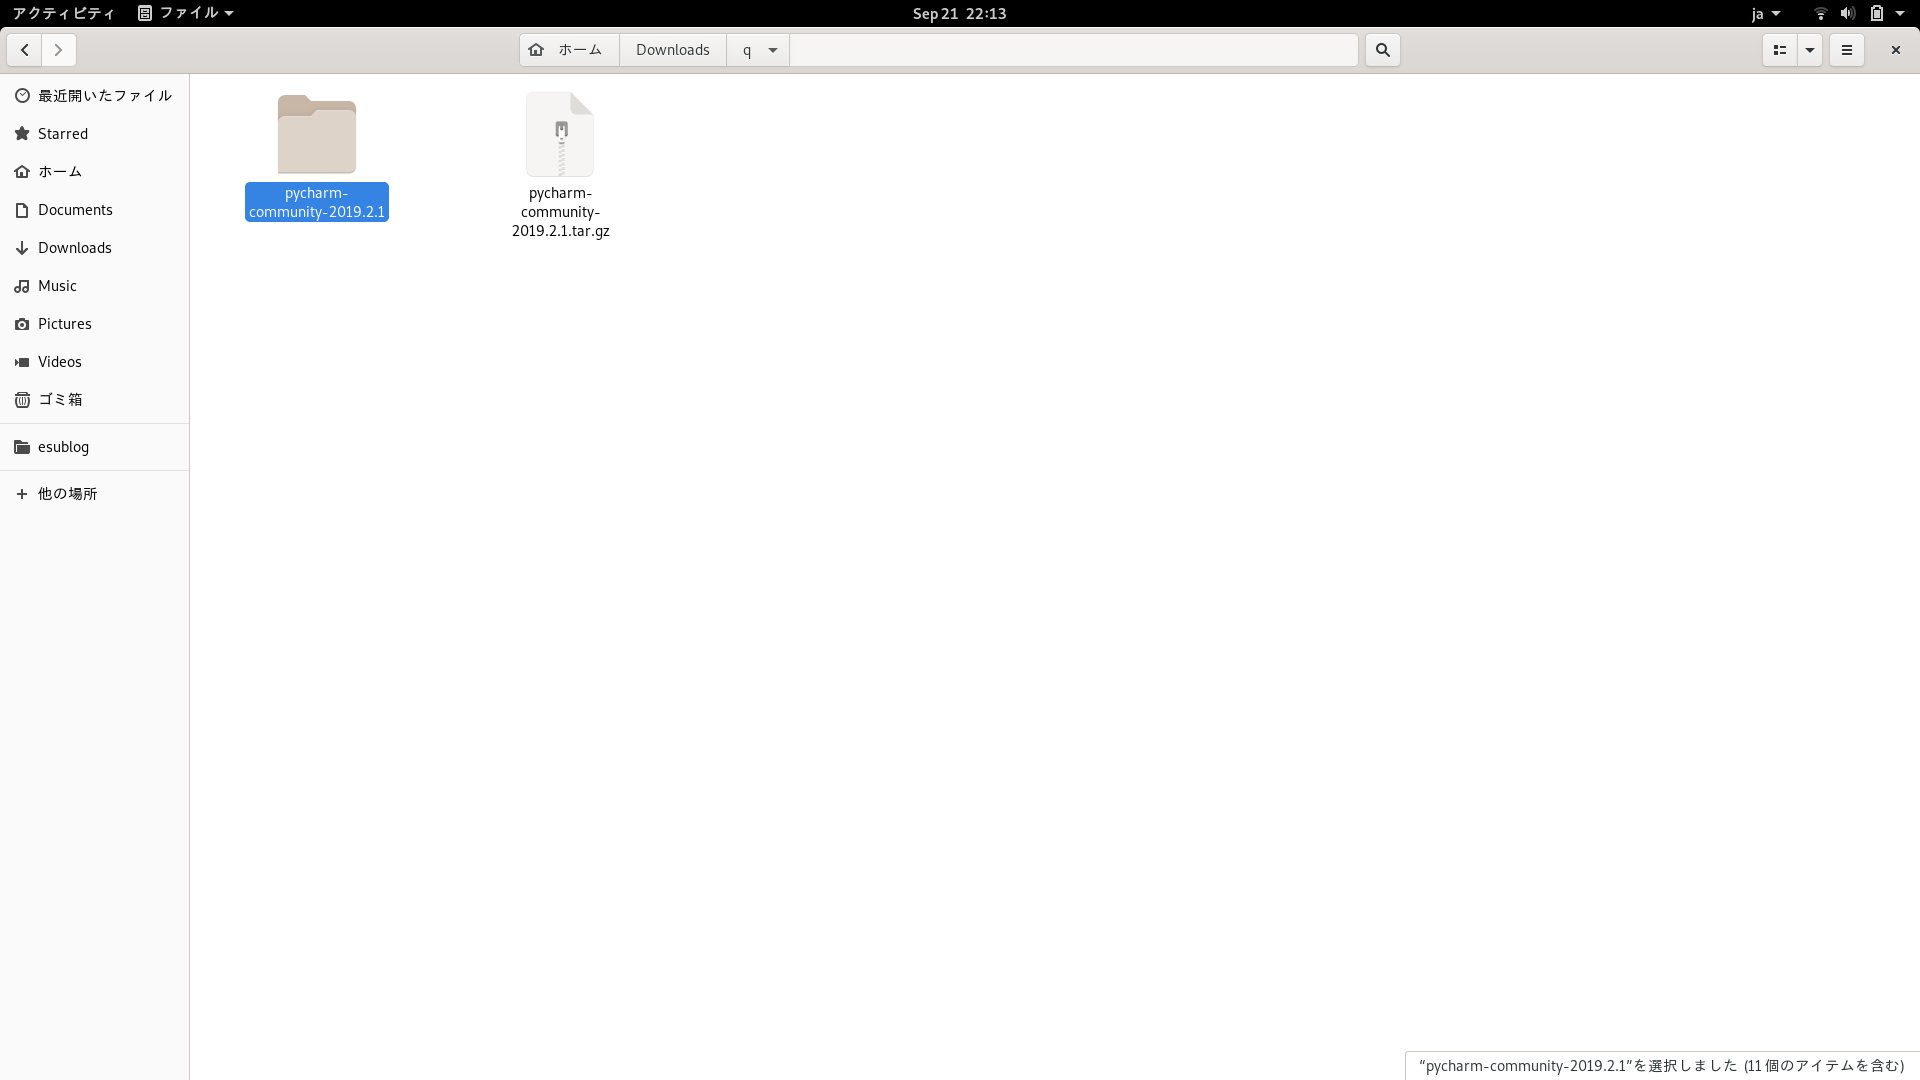 アクティビティ ファイル Sep 21 22:13 ja
ホーム Downloads q
最近開いたファイル
Starred
ホーム
Documents
Downloads
Music
Pictures
Videos
ゴミ箱
esublog
他の場所
pycharm-
community-2019.2.1
pycharm-
community-
2019.2.1.tar.gz
“pycharm-community-2019.2.1”を選択しました (11 個のアイテムを含む)